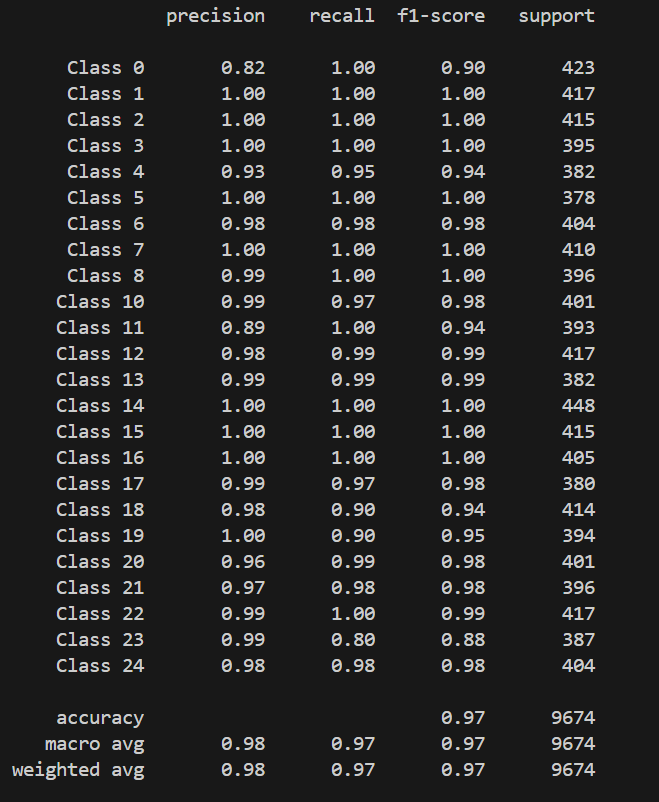 precision recall f1-score support
Class 0 0.82 1.00 0.90 423
Class 1 1.00 1.00 1.00 417
Class 2 1.00 1.00 1.00 415
Class 3 1.00 1.00 1.00 395
Class 4 0.93 0.95 0.94 382
Class 5 1.00 1.00 1.00 378
Class 6 0.98 0.98 0.98 404
Class 7 1.00 1.00 1.00 410
Class 8 0.99 1.00 1.00 396
Class 10 0.99 0.97 0.98 401
Class 11 0.89 1.00 0.94 393
Class 12 0.98 0.99 0.99 417
Class 13 0.99 0.99 0.99 382
Class 14 1.00 1.00 1.00 448
Class 15 1.00 1.00 1.00 415
Class 16 1.00 1.00 1.00 405
Class 17 0.99 0.97 0.98 380
Class 18 0.98 0.90 0.94 414
Class 19 1.00 0.90 0.95 394
Class 20 0.96 0.99 0.98 401
Class 21 0.97 0.98 0.98 396
Class 22 0.99 1.00 0.99 417
Class 23 0.99 0.80 0.88 387
Class 24 0.98 0.98 0.98 404
accuracy 0.97 9674
macro avg 0.98 0.97 0.97 9674
weighted avg 0.98 0.97 0.97 9674